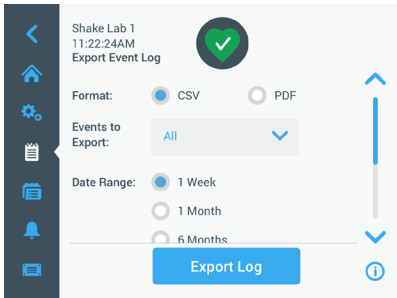 Shake Lab 1
11:22:24AM
Export Event Log
Format:
CSV
PDF
Events to
Export:
All
Date Range:
1 Week
1 Month
6 Months
Export Log